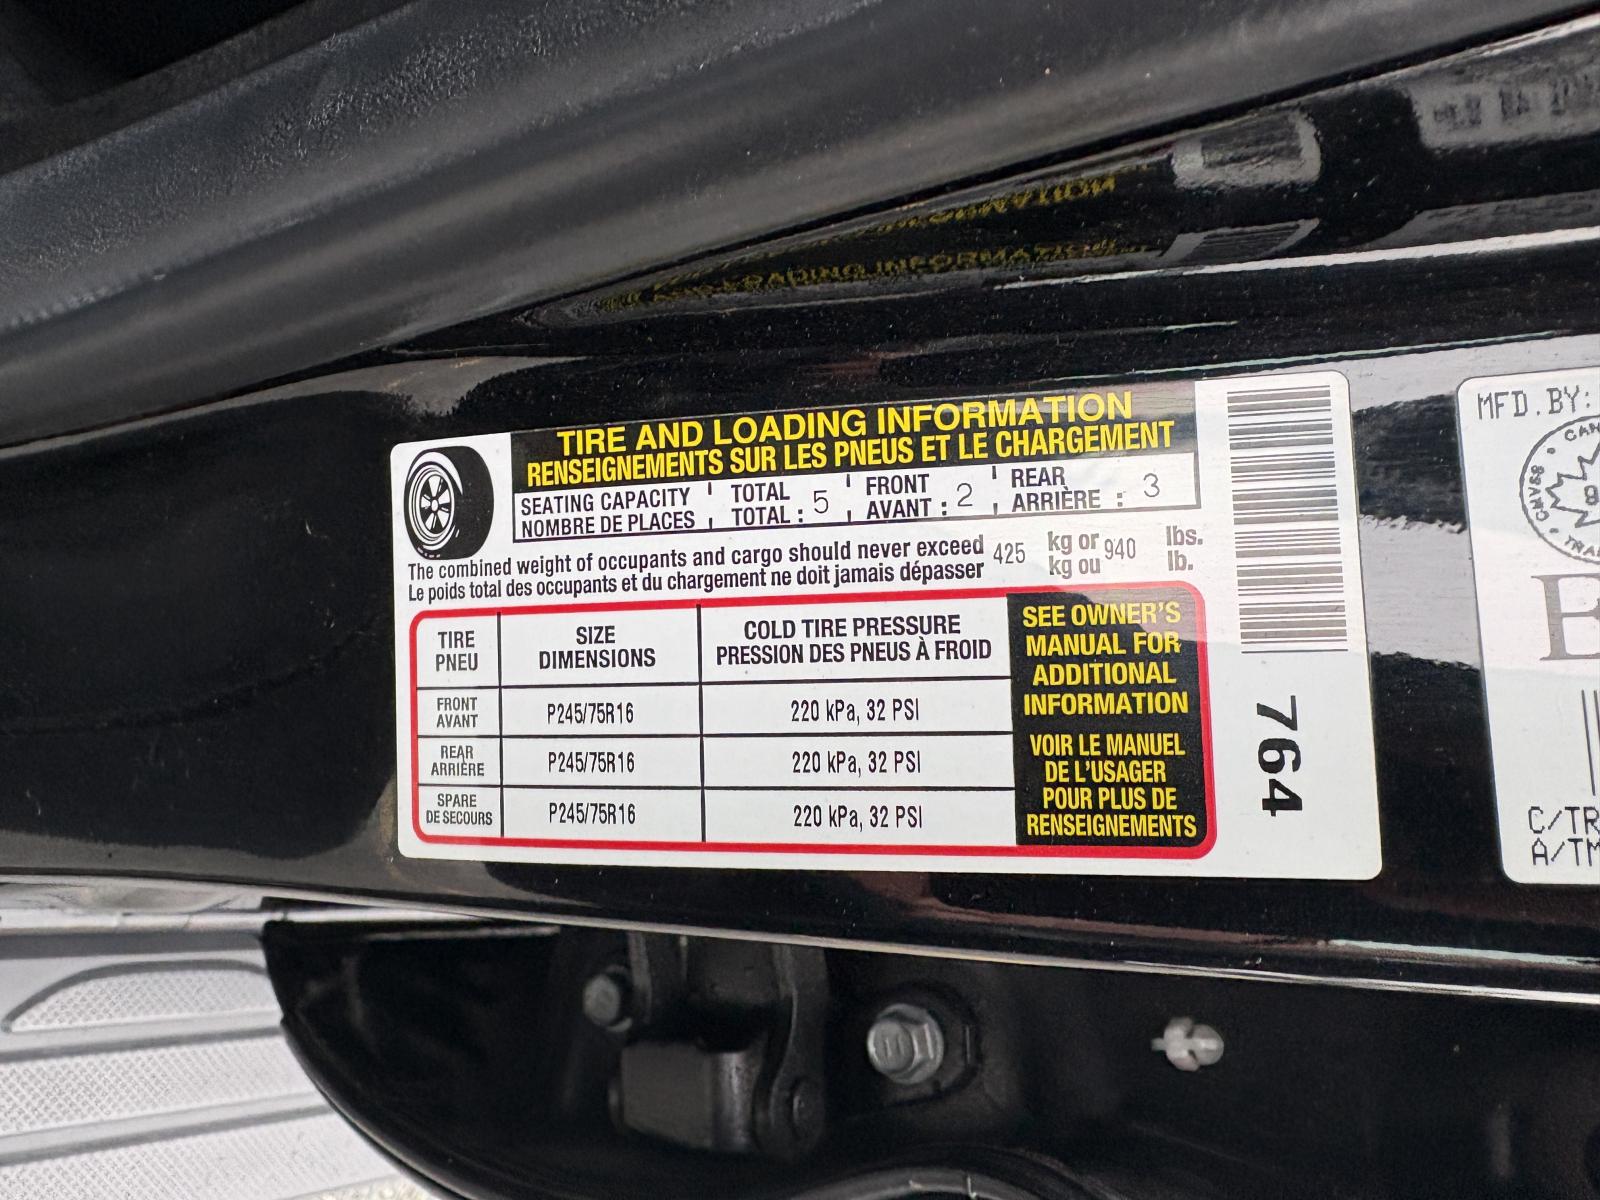 TIRE AND LOADING INFORMATION
RENSEIGNEMENTS SUR LES PNEUS ET LE CHARGEMENT
SEATING CAPACITY TOTAL FRONT REAR
NOMBRE DE PLACES TOTAL : 5 AVANT : 2 ARRIÈRE : 3
The combined weight of occupants and cargo should never exceed 425 kg or 940 lbs.
Le poids total des occupants et du chargement ne doit jamais dépasser kg ou lb.
TIRE SIZE COLD TIRE PRESSURE
PNEU DIMENSIONS PRESSION DES PNEUS À FROID
FRONT
AVANT P245/75R16 220 kPa, 32 PSI
REAR
ARRIÈRE P245/75R16 220 kPa, 32 PSI
SPARE
DE SECOURS P245/75R16 220 kPa, 32 PSI
SEE OWNER'S
MANUAL FOR
ADDITIONAL
INFORMATION
VOIR LE MANUEL
DE L'USAGER
POUR PLUS DE
RENSEIGNEMENTS
764
MFD.BY:
C/TR
A/TM